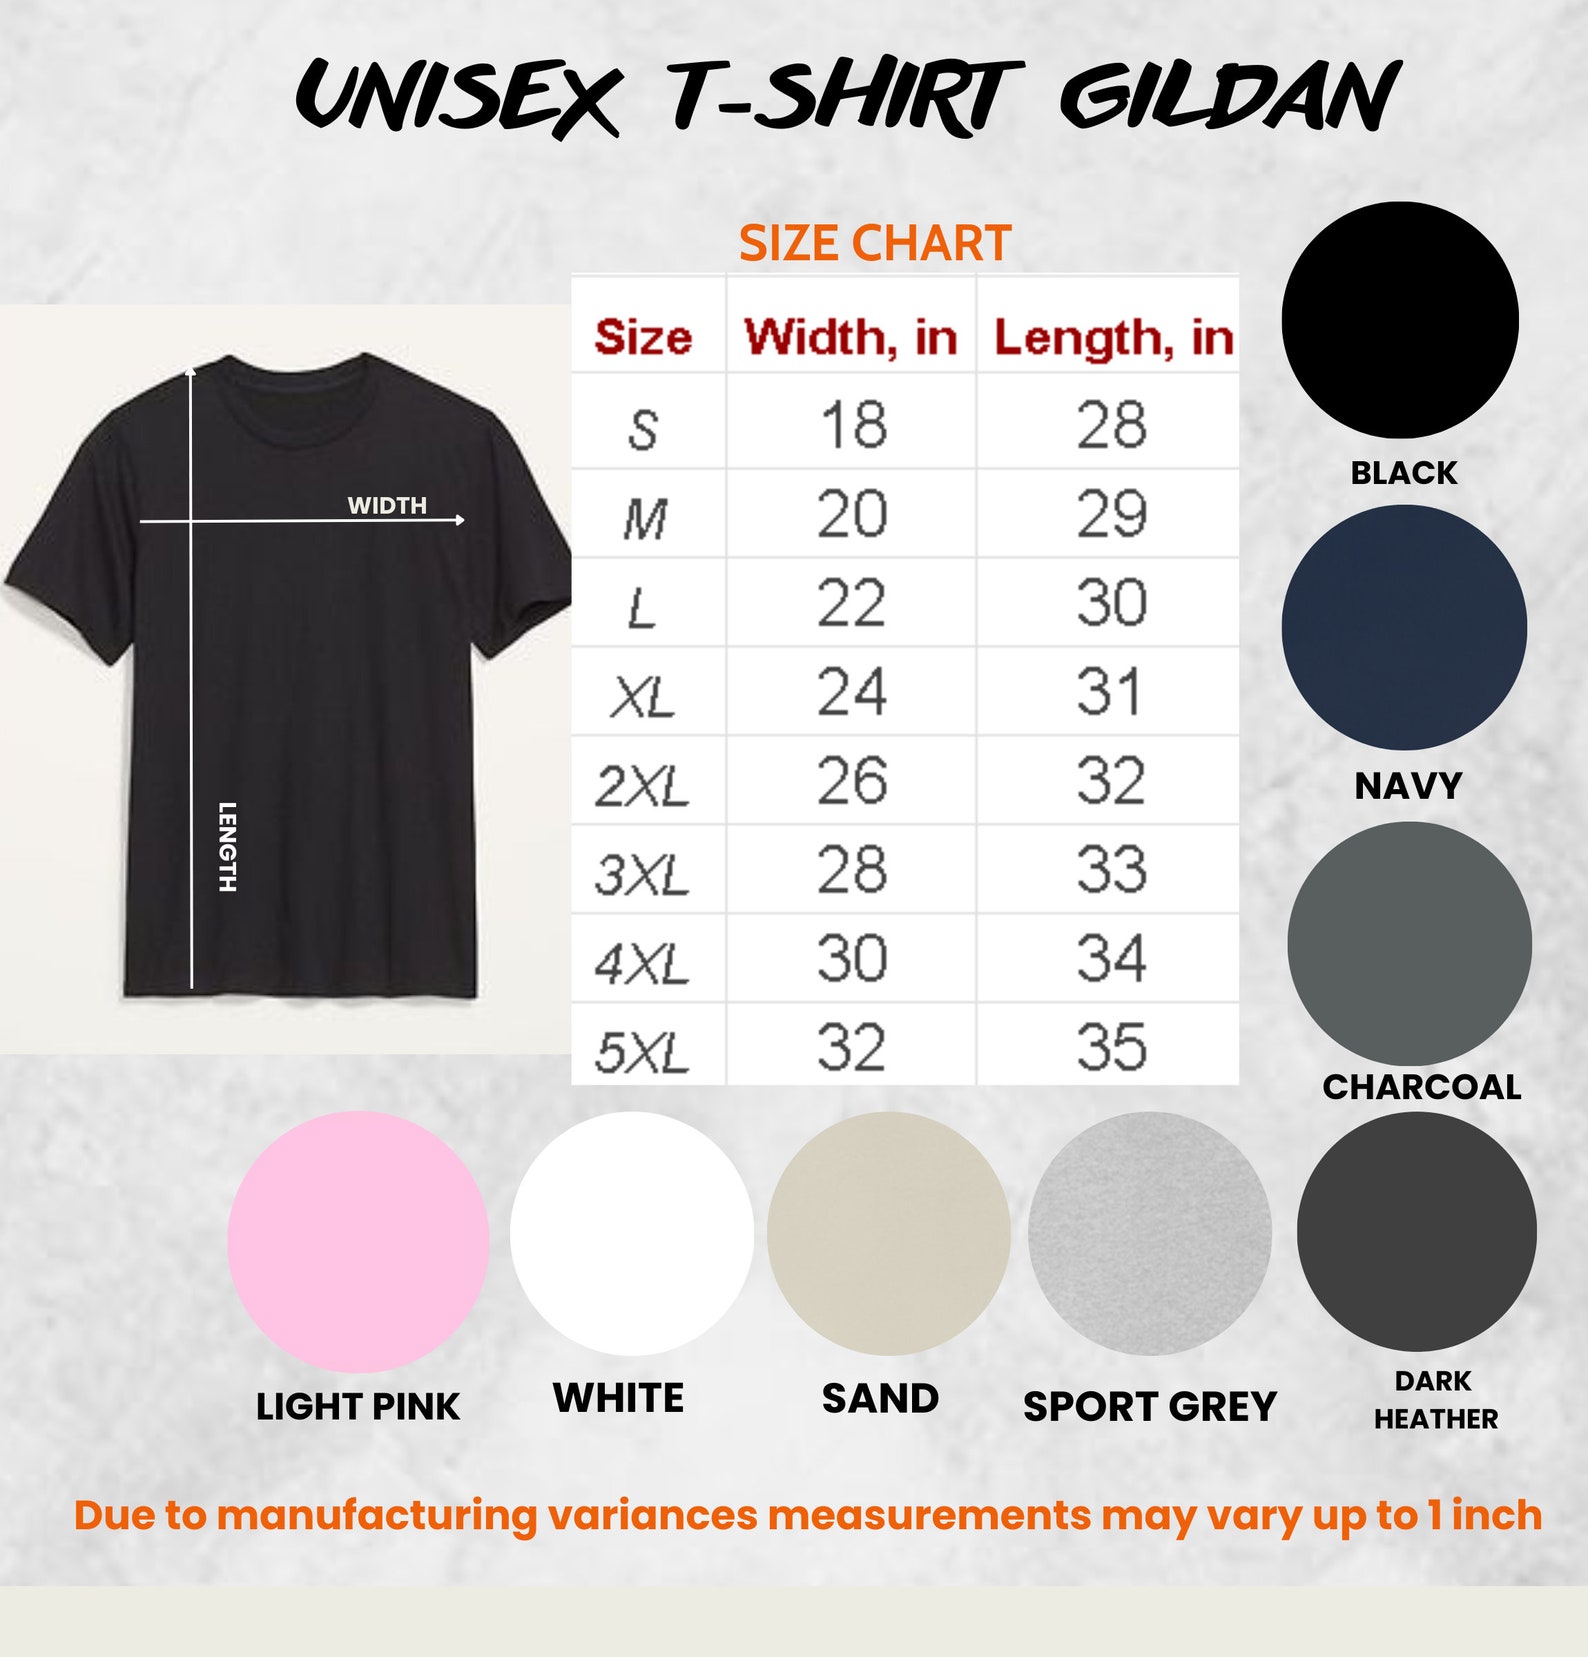 UNISEX T-SHIRT GILDAN
SIZE CHART
Size Width, in Length, in
S 18 28
M 20 29
L 22 30
XL 24 31
2XL 26 32
3XL 28 33
4XL 30 34
5XL 32 35
WIDTH
LENGTH
BLACK
NAVY
CHARCOAL
LIGHT PINK
WHITE
SAND
SPORT GREY
DARK
HEATHER
Due to manufacturing variances measurements may vary up to 1 inch